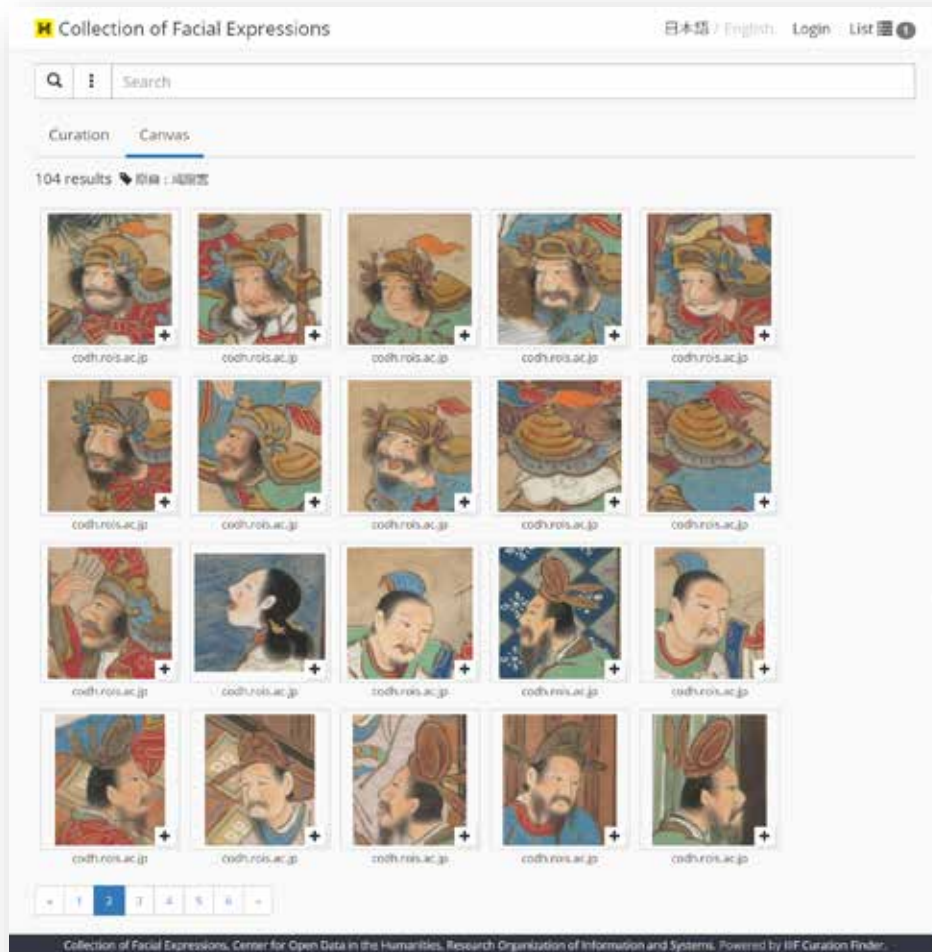 Collection of Facial Expressions
日本語 / English Login List 1
Search
Curation Canvas
104 results 原曲 : 咸陽宮
codh.rois.ac.jp codh.rois.ac.jp codh.rois.ac.jp codh.rois.ac.jp codh.rois.ac.jp
codh.rois.ac.jp codh.rois.ac.jp codh.rois.ac.jp codh.rois.ac.jp codh.rois.ac.jp
codh.rois.ac.jp codh.rois.ac.jp codh.rois.ac.jp codh.rois.ac.jp codh.rois.ac.jp
codh.rois.ac.jp codh.rois.ac.jp codh.rois.ac.jp codh.rois.ac.jp codh.rois.ac.jp
« 1 2 3 4 5 6 »
Collection of Facial Expressions, Center for Open Data in the Humanities, Research Organization of Information and Systems. Powered by IIIF Curation Finder.